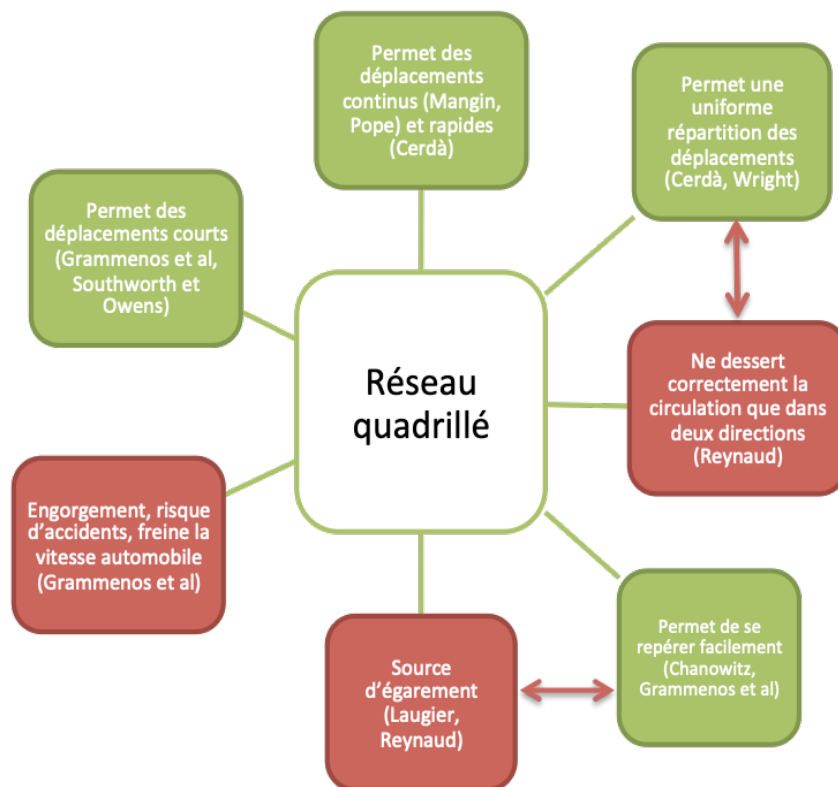 Permet des
déplacements
continus (Mangin,
Pope) et rapides
(Cerdà)
Permet une
uniforme
répartition des
déplacements
(Cerdà, Wright)
Permet des
déplacements courts
(Grammenos et al,
Southworth et
Owens)
Réseau
quadrillé
Ne dessert
correctement la
circulation que dans
deux directions
(Reynaud)
Engorgement, risque
d’accidents, freine la
vitesse automobile
(Grammenos et al)
Source
d’égarement
(Laugier,
Reynaud)
Permet de se
repérer facilement
(Chanowitz,
Grammenos et al)